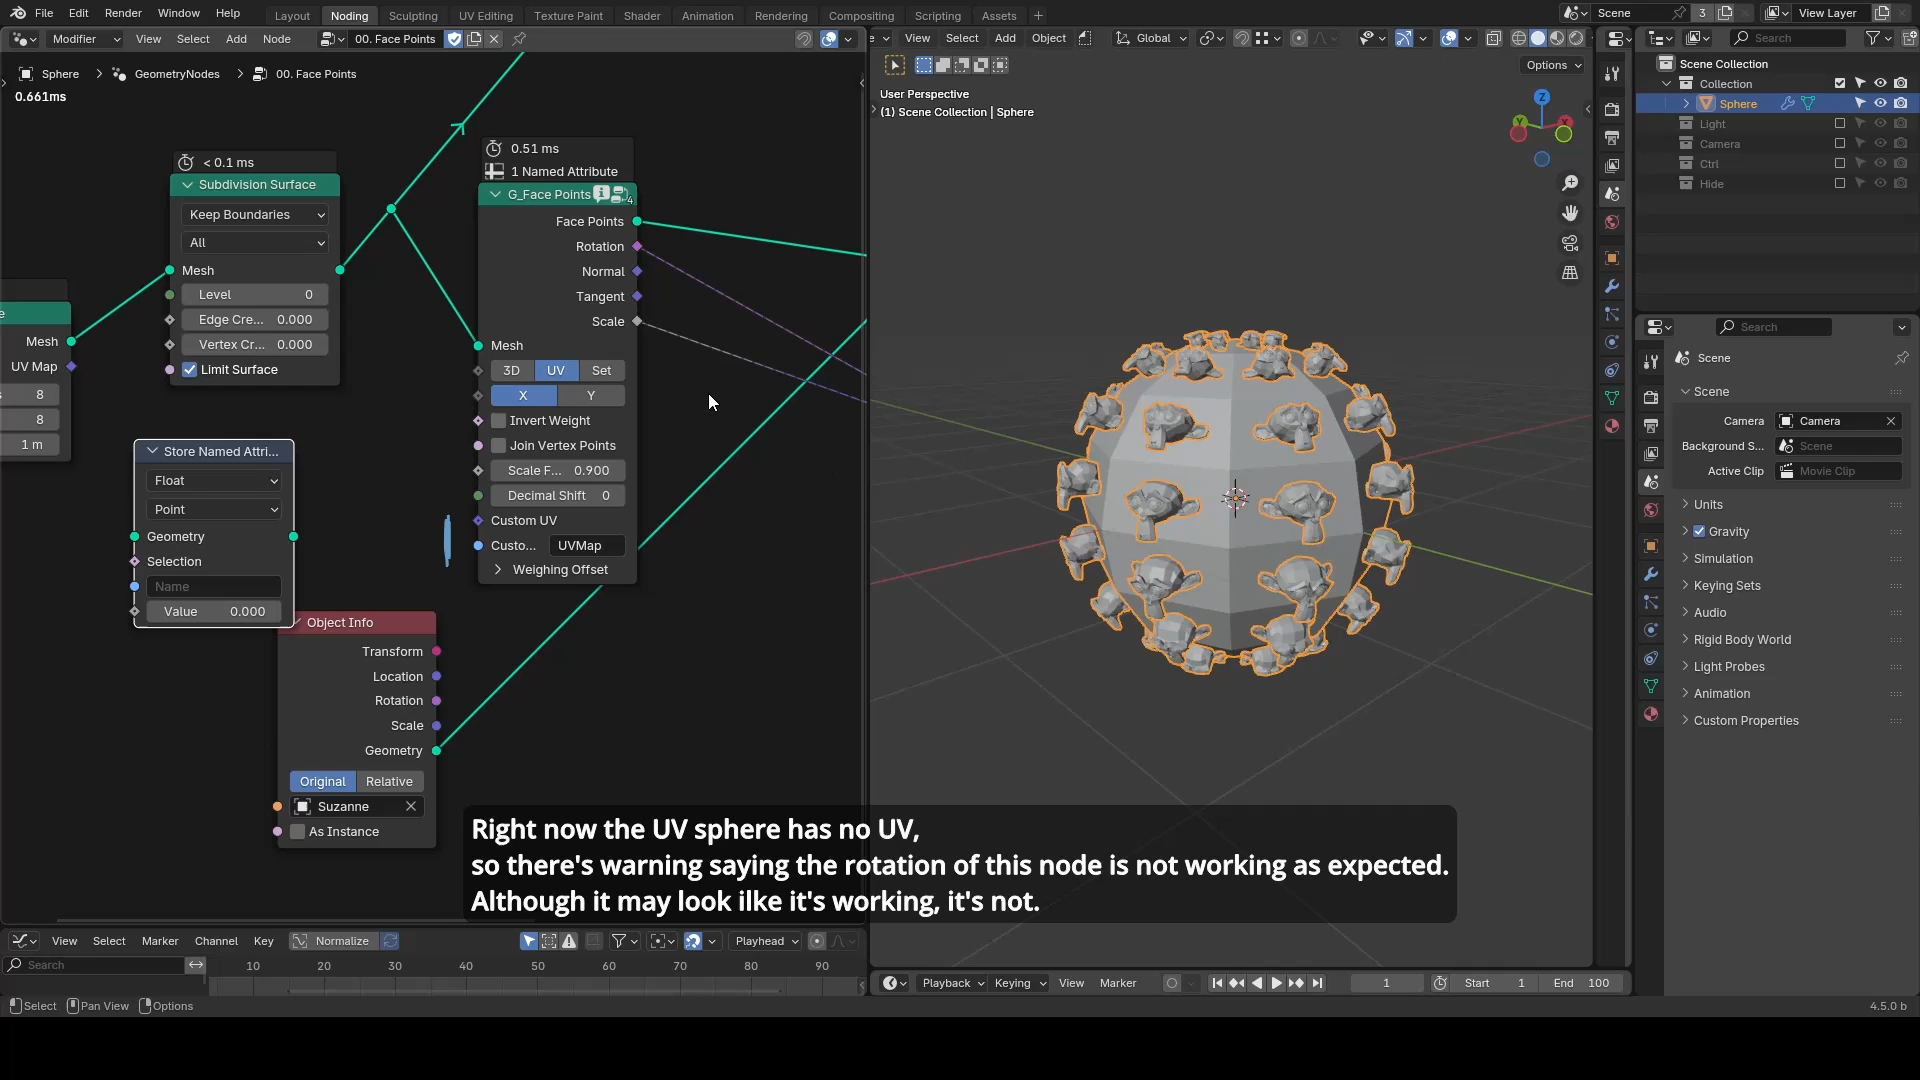 File Edit Render Window Help Layout Noding Sculpting UV Editing Texture Paint Shader Animation Rendering Compositing Scripting Assets + Scene 3 View Layer
Modifier View Select Add Node 00. Face Points
View Select Add Object Global
Search
Sphere > GeometryNodes > 00. Face Points
0.661ms
Options
User Perspective
(1) Scene Collection | Sphere
Z
Y
X
Scene Collection
Collection
Sphere
Light
Camera
Ctrl
Hide
< 0.1 ms
Subdivision Surface
Keep Boundaries
All
Mesh
Level 0
Edge Cre... 0.000
Vertex Cr... 0.000
Limit Surface
e
Mesh
UV Map
s 8
8
1 m
0.51 ms
1 Named Attribute
G_Face Points 4
Face Points
Rotation
Normal
Tangent
Scale
Mesh
3D UV Set
X Y
Invert Weight
Join Vertex Points
Scale F... 0.900
Decimal Shift 0
Custom UV
Custo... UVMap
Weighing Offset
Store Named Attri...
Float
Point
Geometry
Selection
Name
Value 0.000
Object Info
Transform
Location
Rotation
Scale
Geometry
Original Relative
Suzanne
As Instance
Search
Scene
Scene
Camera Camera
Background S... Scene
Active Clip Movie Clip
Units
Gravity
Simulation
Keying Sets
Audio
Rigid Body World
Light Probes
Animation
Custom Properties
Right now the UV sphere has no UV,
so there's warning saying the rotation of this node is not working as expected.
Although it may look ilke it's working, it's not.
View Select Marker Channel Key Normalize Playhead
Search 10 20 30 40 50 60 70 80 90
Playback Keying View Marker 1 Start 1 End 100
Select Pan View Options 4.5.0 b